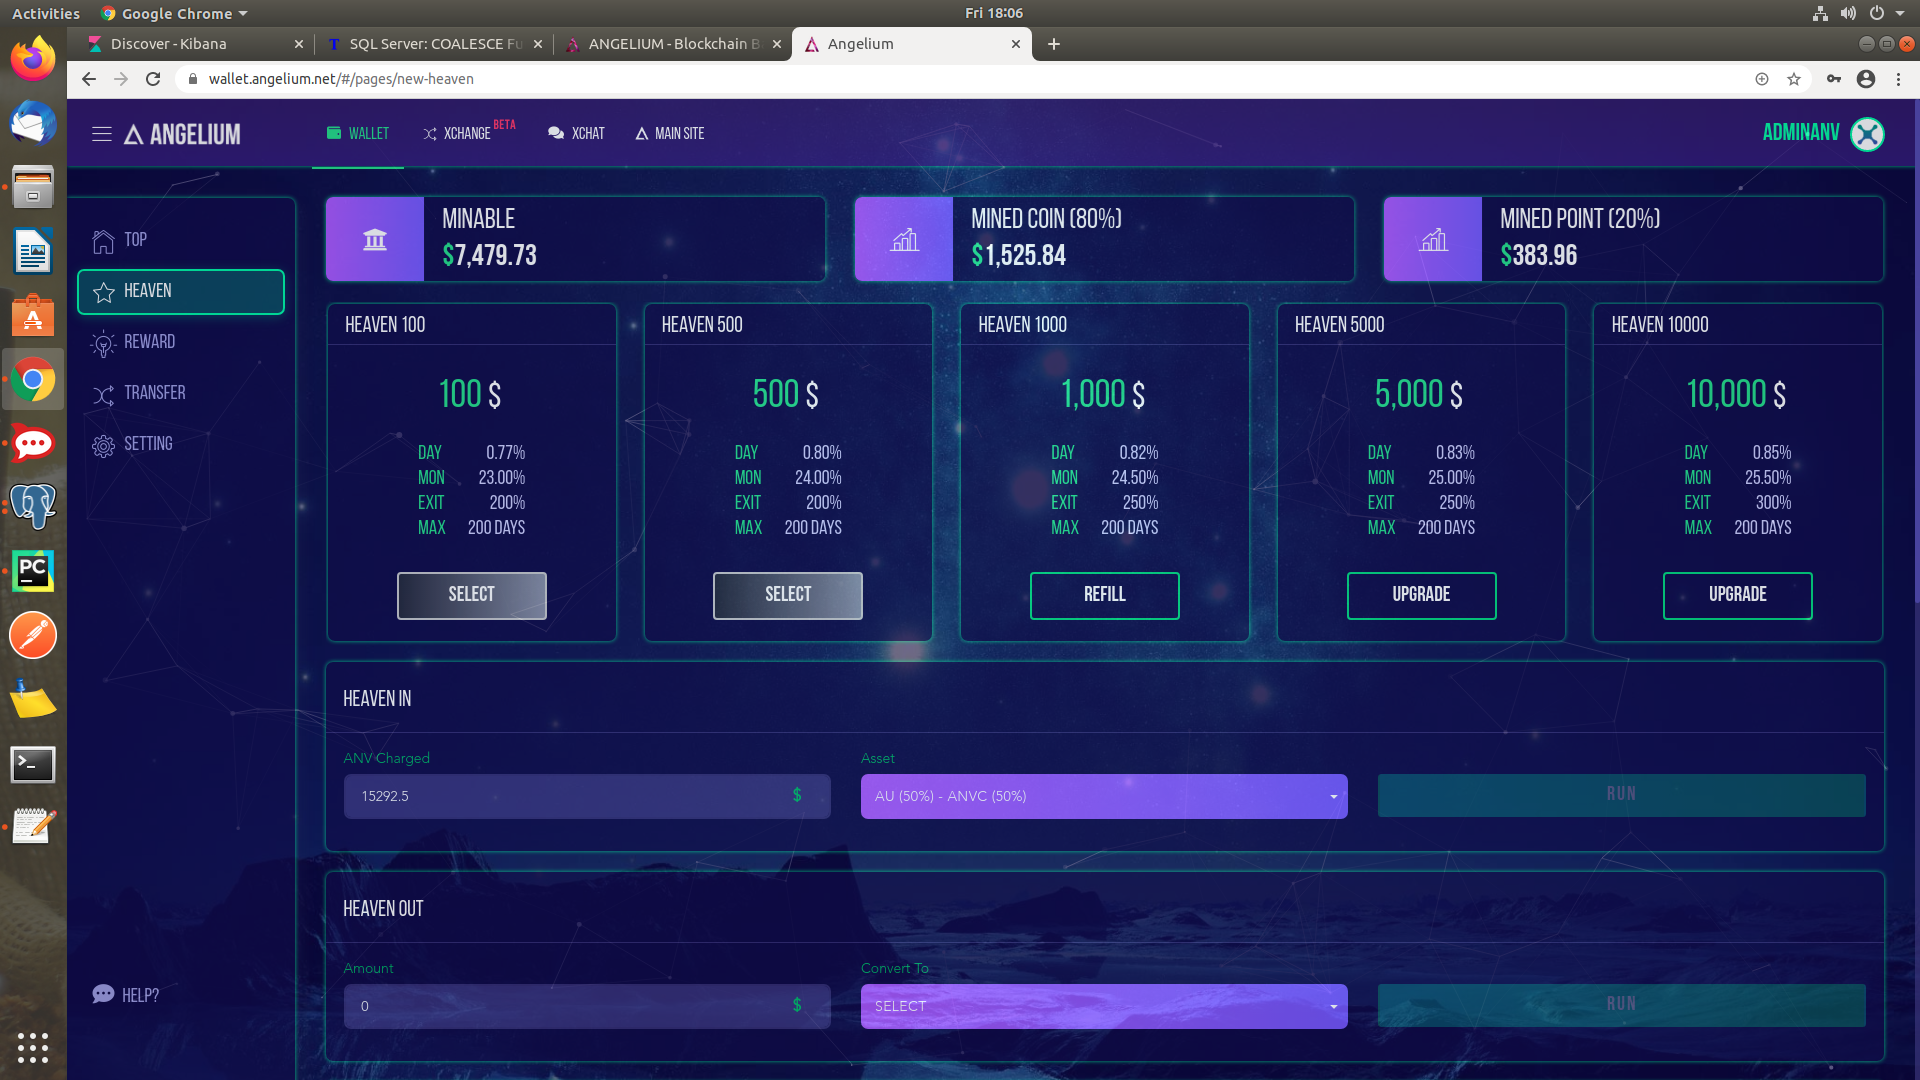 Activities Google Chrome Fri 18:06
Discover - Kibana SQL Server: COALESCE Fu ANGELIUM - Blockchain B Angelium
wallet.angelium.net/#/pages/new-heaven
ANGELIUM WALLET XCHANGE BETA XCHAT MAIN SITE ADMINANV
TOP
HEAVEN
REWARD
TRANSFER
SETTING
HELP?
MINABLE
$7,479.73
MINED COIN (80%)
$1,525.84
MINED POINT (20%)
$383.96
HEAVEN 100
100 $
DAY 0.77%
MON 23.00%
EXIT 200%
MAX 200 DAYS
SELECT
HEAVEN 500
500 $
DAY 0.80%
MON 24.00%
EXIT 200%
MAX 200 DAYS
SELECT
HEAVEN 1000
1,000 $
DAY 0.82%
MON 24.50%
EXIT 250%
MAX 200 DAYS
REFILL
HEAVEN 5000
5,000 $
DAY 0.83%
MON 25.00%
EXIT 250%
MAX 200 DAYS
UPGRADE
HEAVEN 10000
10,000 $
DAY 0.85%
MON 25.50%
EXIT 300%
MAX 200 DAYS
UPGRADE
HEAVEN IN
ANV Charged Asset
15292.5 $ AU (50%) - ANVC (50%) RUN
HEAVEN OUT
Amount Convert To
0 $ SELECT RUN
PC